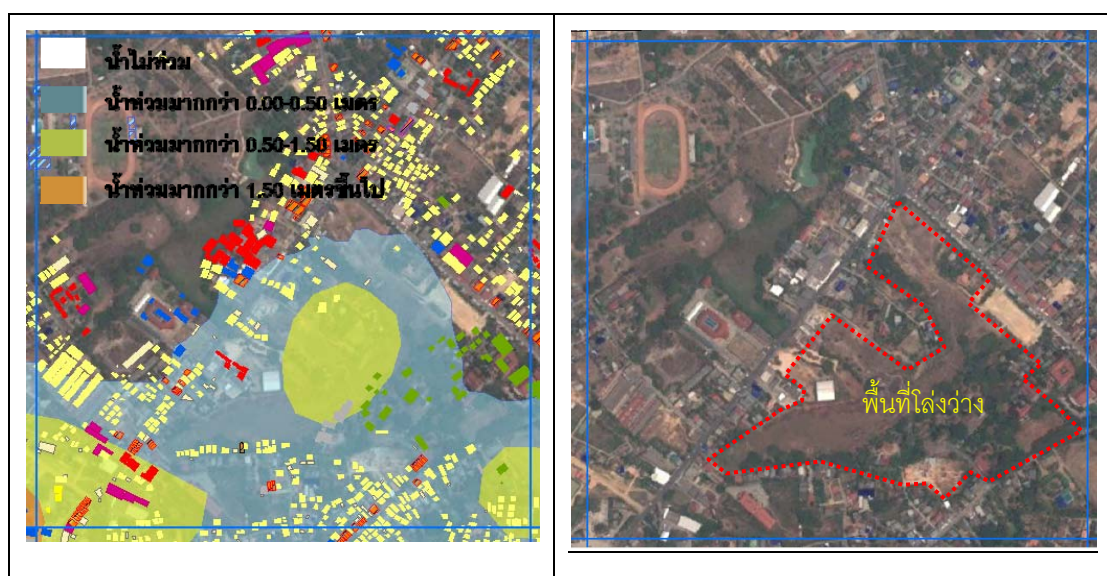 น้ำไม่ท่วม
น้ำท่วมมากกว่า 0.00-0.50 เมตร
น้ำท่วมมากกว่า 0.50-1.50 เมตร
น้ำท่วมมากกว่า 1.50 เมตรขึ้นไป
พื้นที่โล่งว่าง